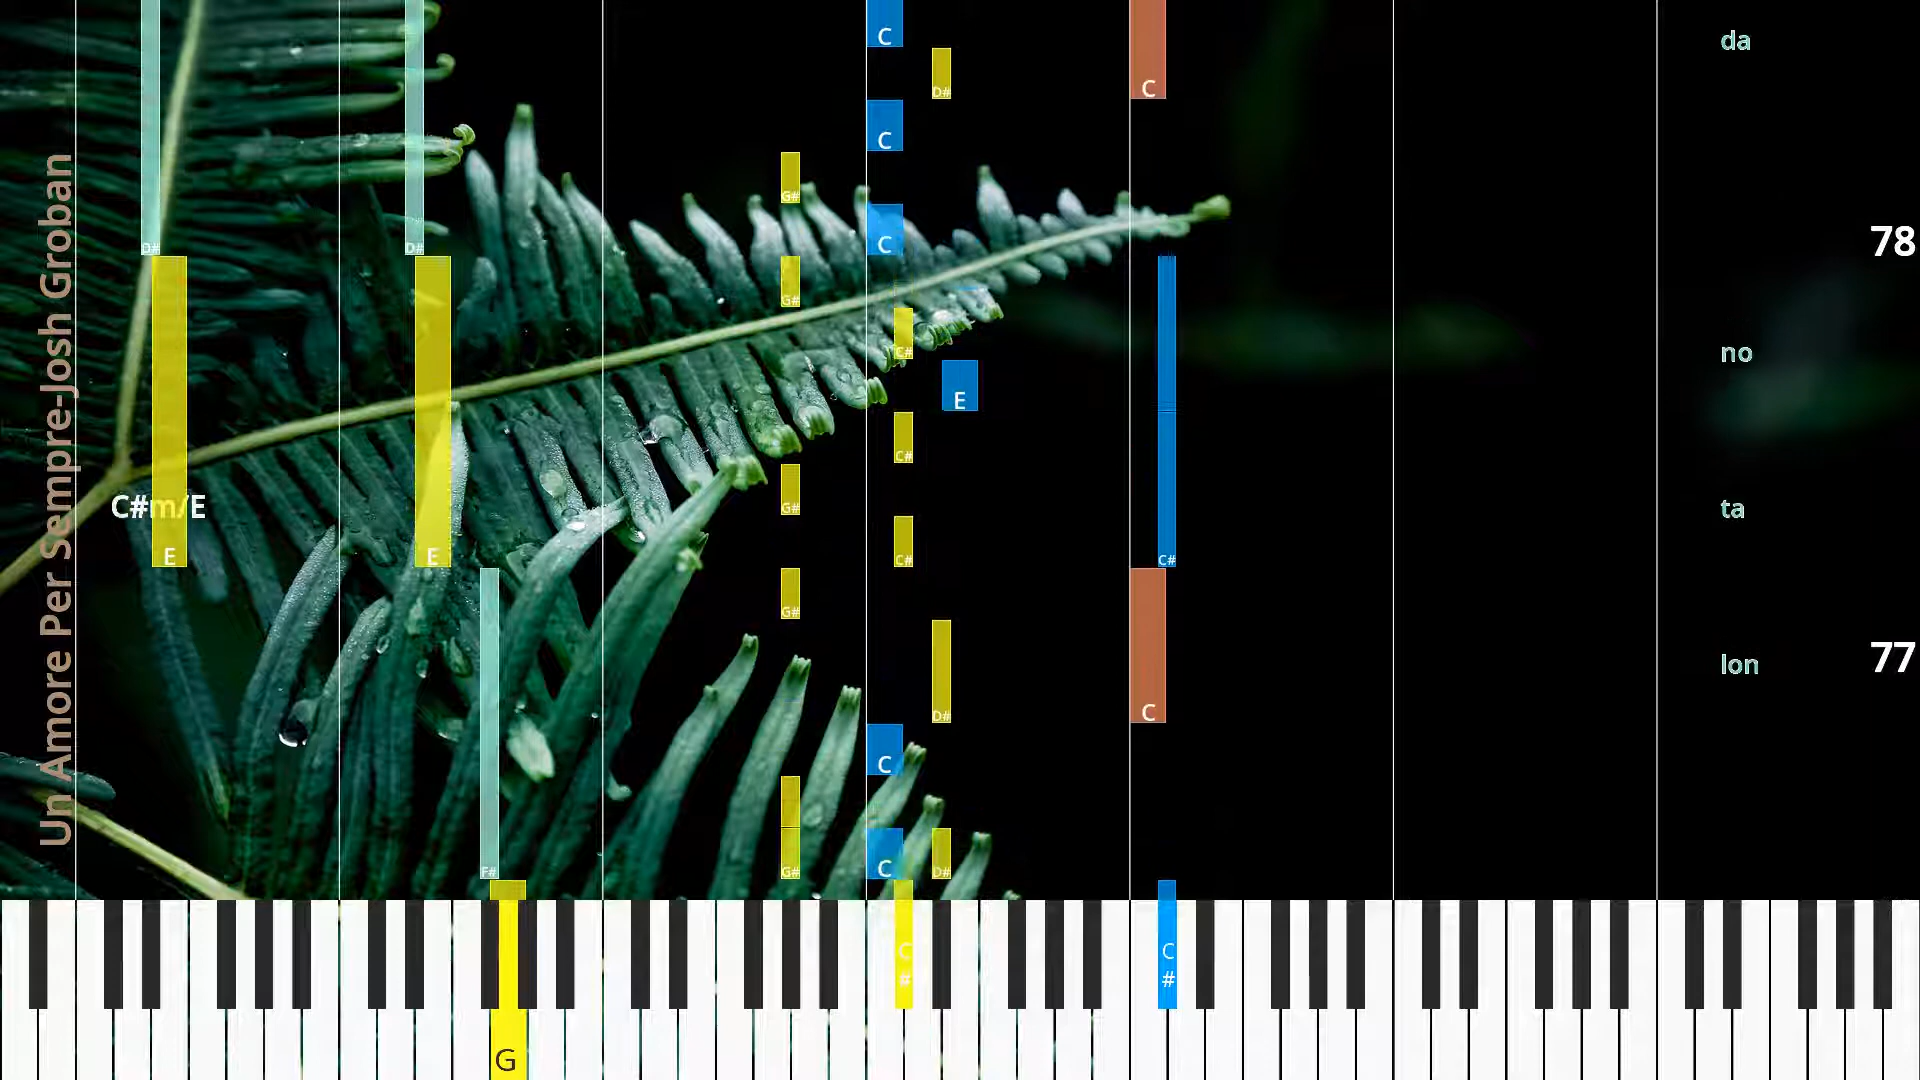 Un Amore Per Sempre-Josh Groban
C
da
D#
C
C
G#
C
78
D#
D#
G#
C#
no
E
C#
C#m/E
G#
ta
E
E
C#
C#
G#
lon
77
D#
C
C
F#
G#
C
D#
C
#
C
#
G